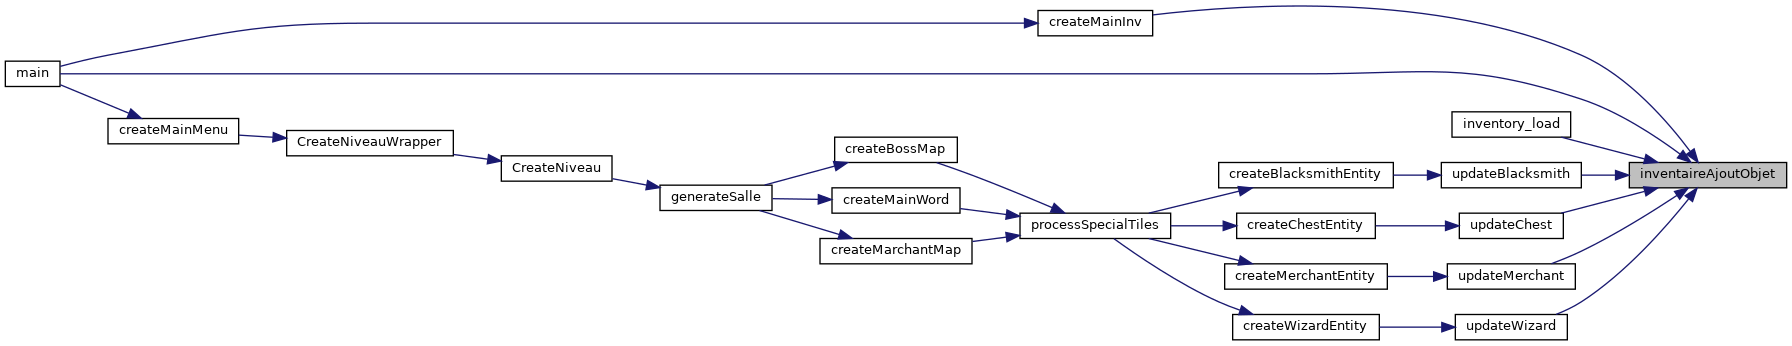 createMainInv
main
createMainMenu
inventory_load
CreateNiveauWrapper
createBossMap
CreateNiveau
createBlacksmithEntity
updateBlacksmith
inventaireAjoutObjet
generateSalle
createMainWord
processSpecialTiles
createChestEntity
updateChest
createMarchantMap
createMerchantEntity
updateMerchant
createWizardEntity
updateWizard